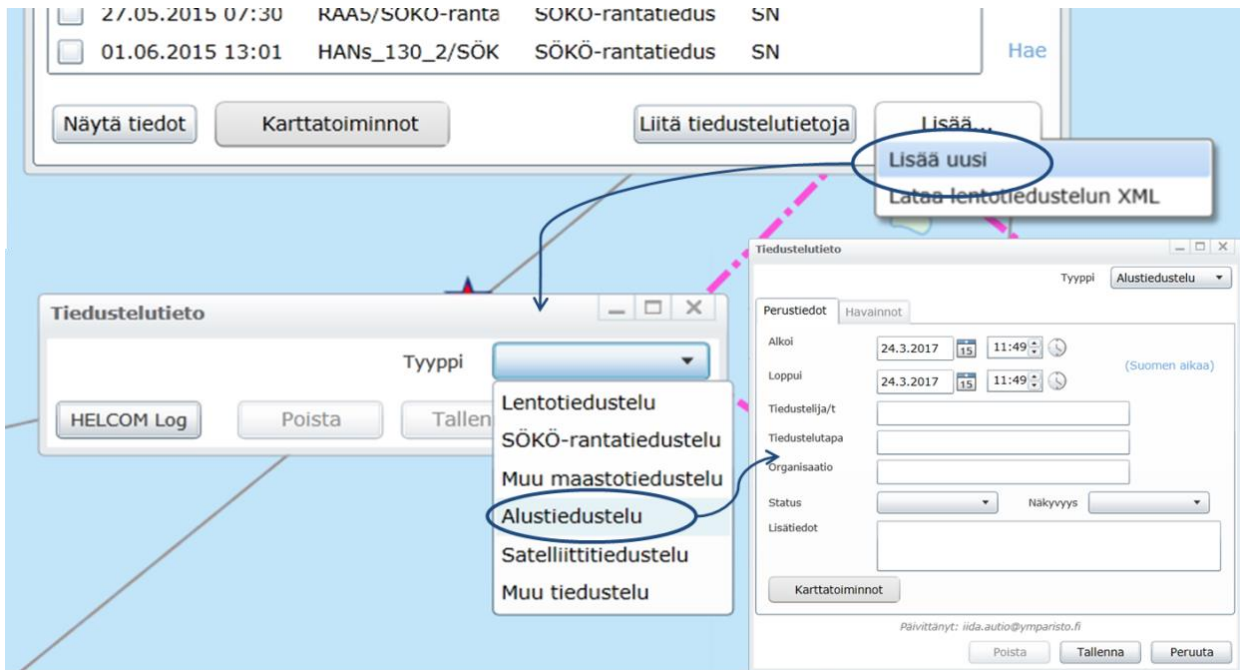 27.05.2015 07:30 RAA5/SÖKÖ-ranta SÖKÖ-rantatiedus SN
01.06.2015 13:01 HANs_130_2/SÖK SÖKÖ-rantatiedus SN
Hae
Näytä tiedot Karttatoiminnot Liitä tiedustelutietoja Lisää...
Lisää uusi
Lataa lentotiedustelun XML
Tiedustelutieto
Tyyppi
HELCOM Log Poista Tallen
Lentotiedustelu
SÖKÖ-rantatiedustelu
Muu maastotiedustelu
Alustiedustelu
Satelliittitiedustelu
Muu tiedustelu
Tiedustelutieto
Tyyppi Alustiedustelu
Perustiedot Havainnot
Alkoi 24.3.2017 15 11:49
(Suomen aikaa)
Loppui 24.3.2017 15 11:49
Tiedustelija/t
Tiedustelutapa
Organisaatio
Status Näkyvyys
Lisätiedot
Karttatoiminnot
Päivittänyt: iida.autio@ymparisto.fi
Poista Tallenna Peruuta